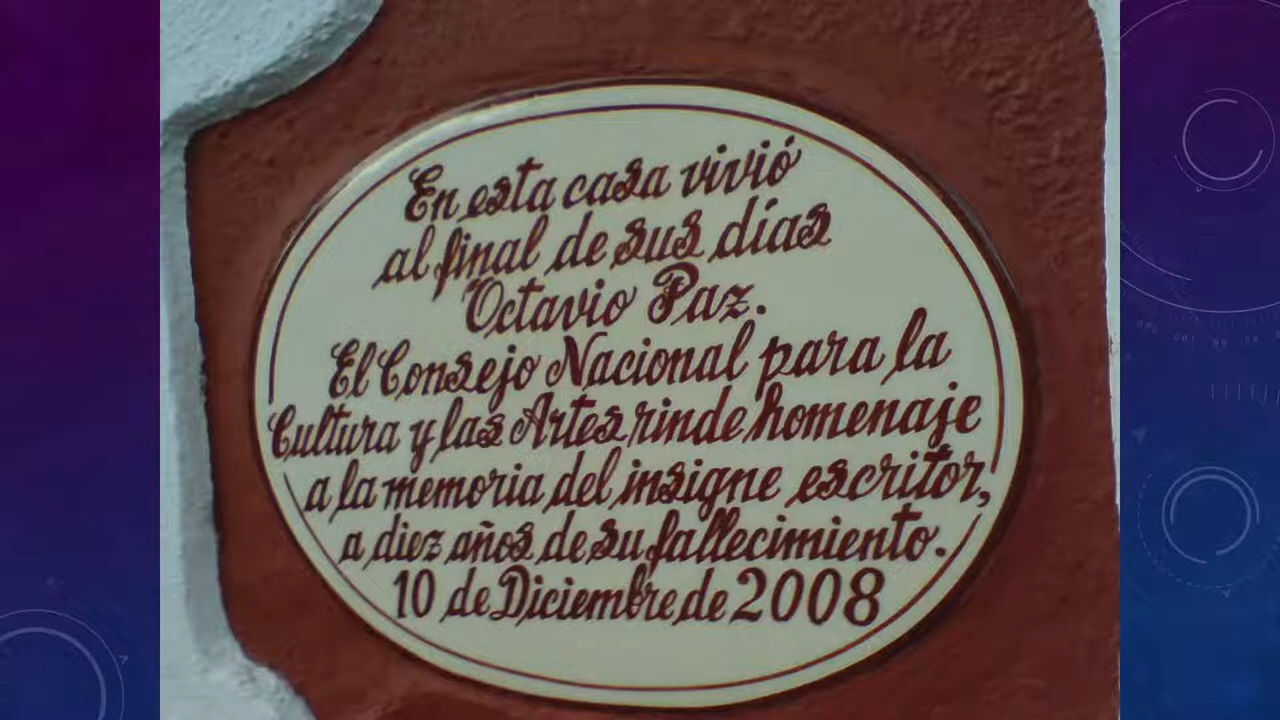 En esta casa vivió
al final de sus días
Octavio Paz.
El Consejo Nacional para la
Cultura y las Artes rinde homenaje
a la memoria del insigne escritor,
a diez años de su fallecimiento.
10 de Diciembre de 2008